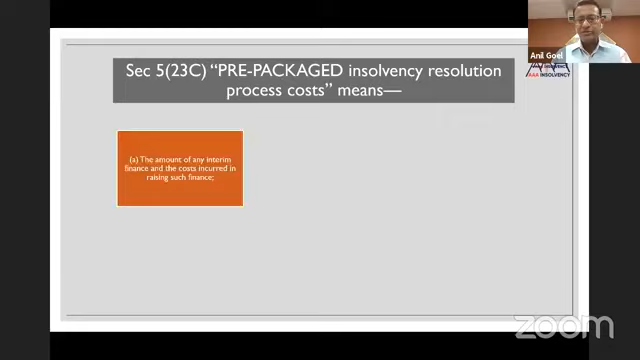 Anil Goel
Sec 5(23C) “PRE-PACKAGED insolvency resolution
process costs” means—
AAA INSOLVENCY
(a) The amount of any interim
finance and the costs incurred in
raising such finance;
zoom